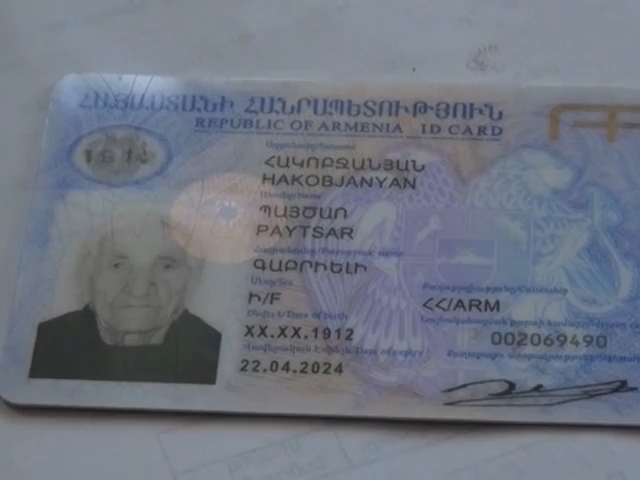 ՀԱՅԱՍՏԱՆԻ ՀԱՆՐԱՊԵՏՈՒԹՅՈՒՆ
REPUBLIC OF ARMENIA ID CARD
ՀԱԿՈԲՋԱՆՅԱՆ
HAKOBJANYAN
ՊԱՅԾԱՌ
PAYTSAR
ԳԱԲՐԻԵԼԻ
Ի/F
ՀՀ/ARM
XX.XX.1912
002069490
22.04.2024